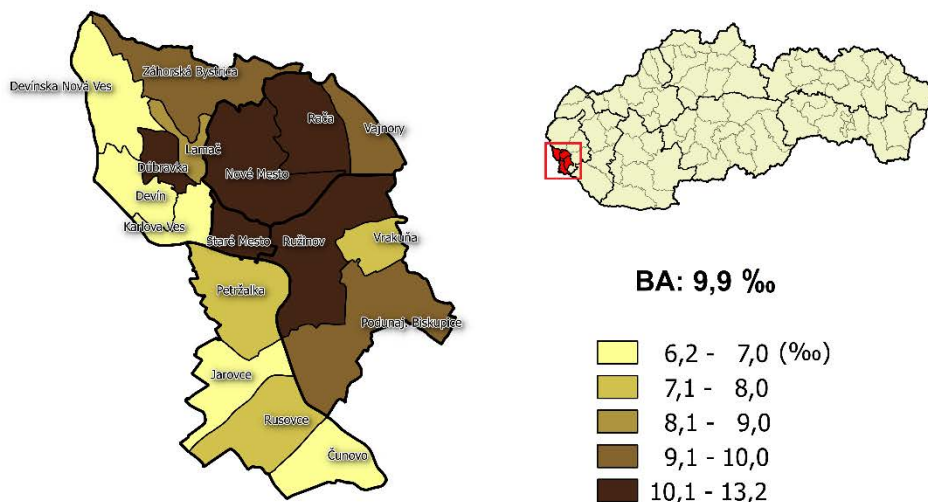 Devínska Nová Ves
Záhorská Bystrica
Rača
Vajnory
Lamač
Dúbravka
Nové Mesto
Devín
Karlova Ves
Staré Mesto
Ružinov
Vrakuňa
Petržalka
Podunaj. Biskupice
Jarovce
Rusovce
Čunovo
BA: 9,9 ‰
6,2 - 7,0 (‰)
7,1 - 8,0
8,1 - 9,0
9,1 - 10,0
10,1 - 13,2